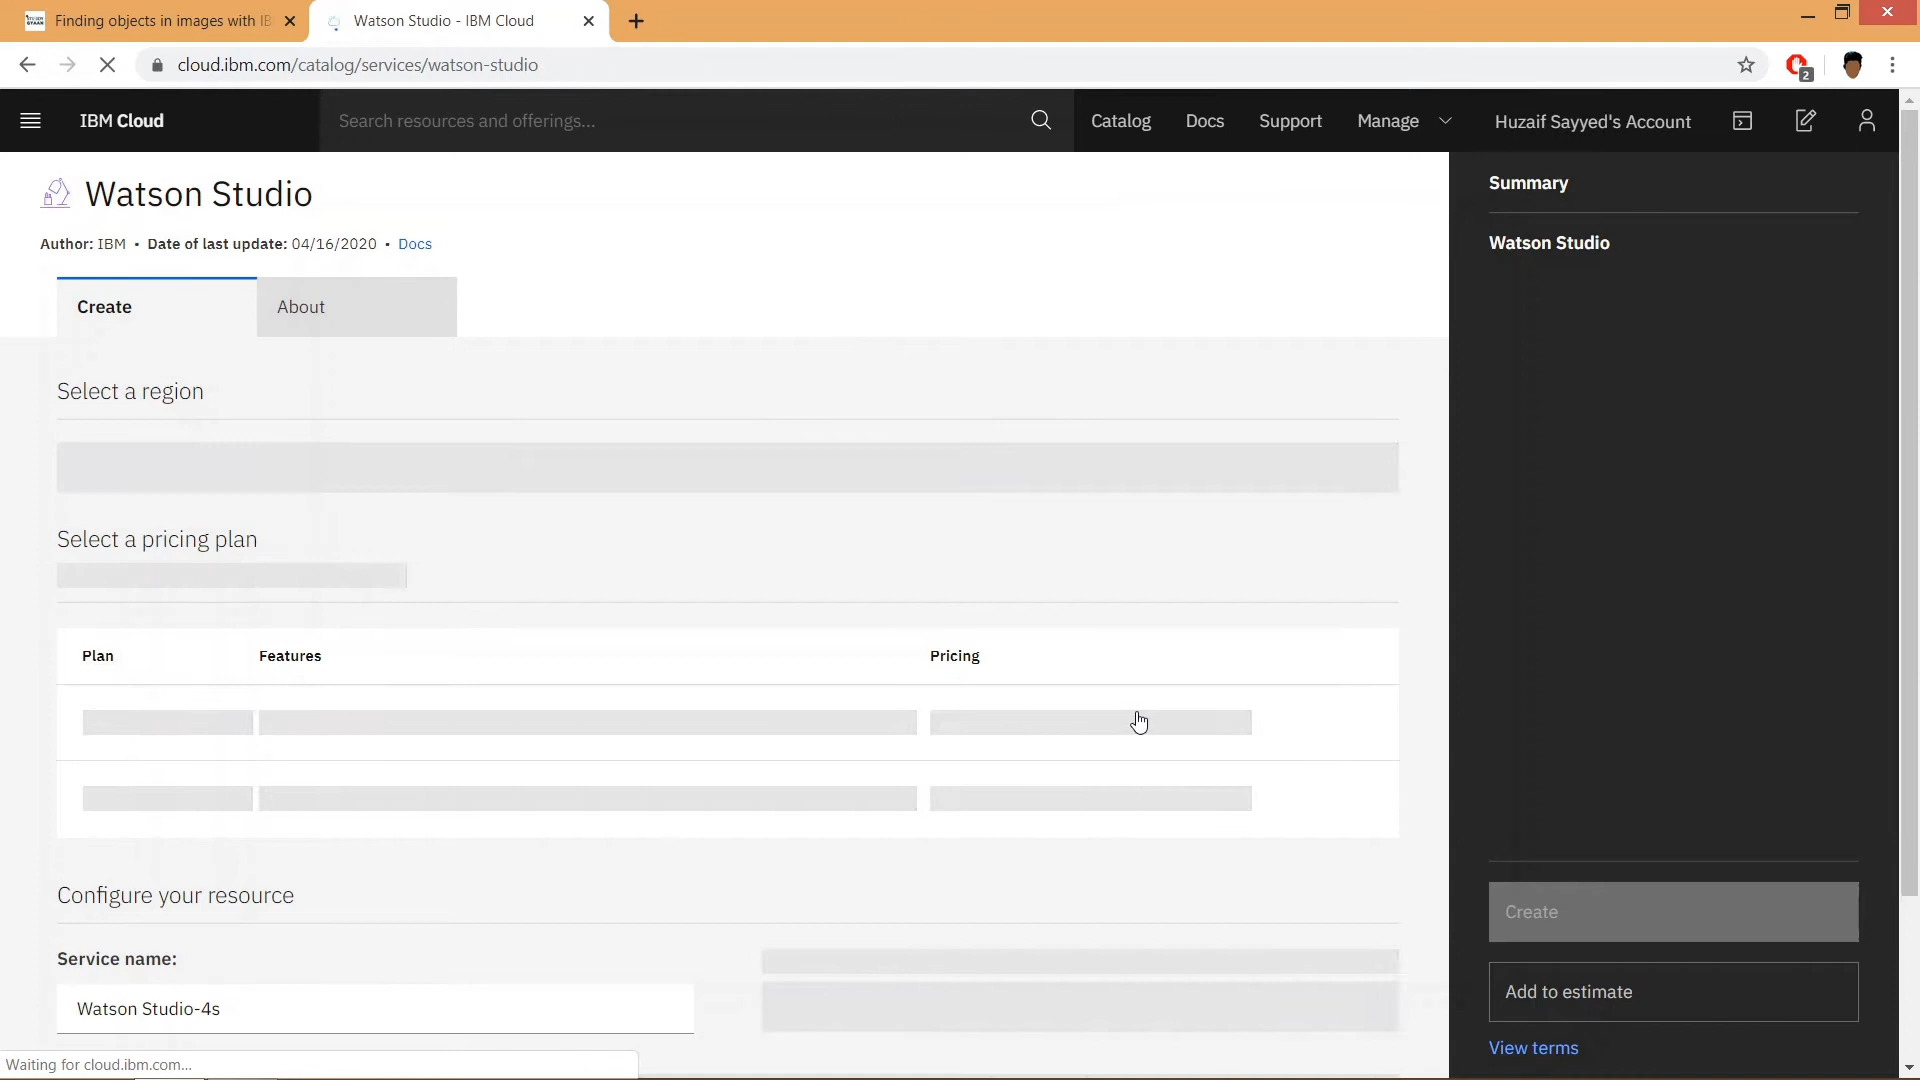 Finding objects in images with IB
Watson Studio - IBM Cloud
cloud.ibm.com/catalog/services/watson-studio
2
IBM Cloud
Search resources and offerings...
Catalog
Docs
Support
Manage
Huzaif Sayyed's Account
Watson Studio
Author: IBM • Date of last update: 04/16/2020 • Docs
Create
About
Select a region
Select a pricing plan
Plan
Features
Pricing
Configure your resource
Service name:
Watson Studio-4s
Waiting for cloud.ibm.com...
Summary
Watson Studio
Create
Add to estimate
View terms